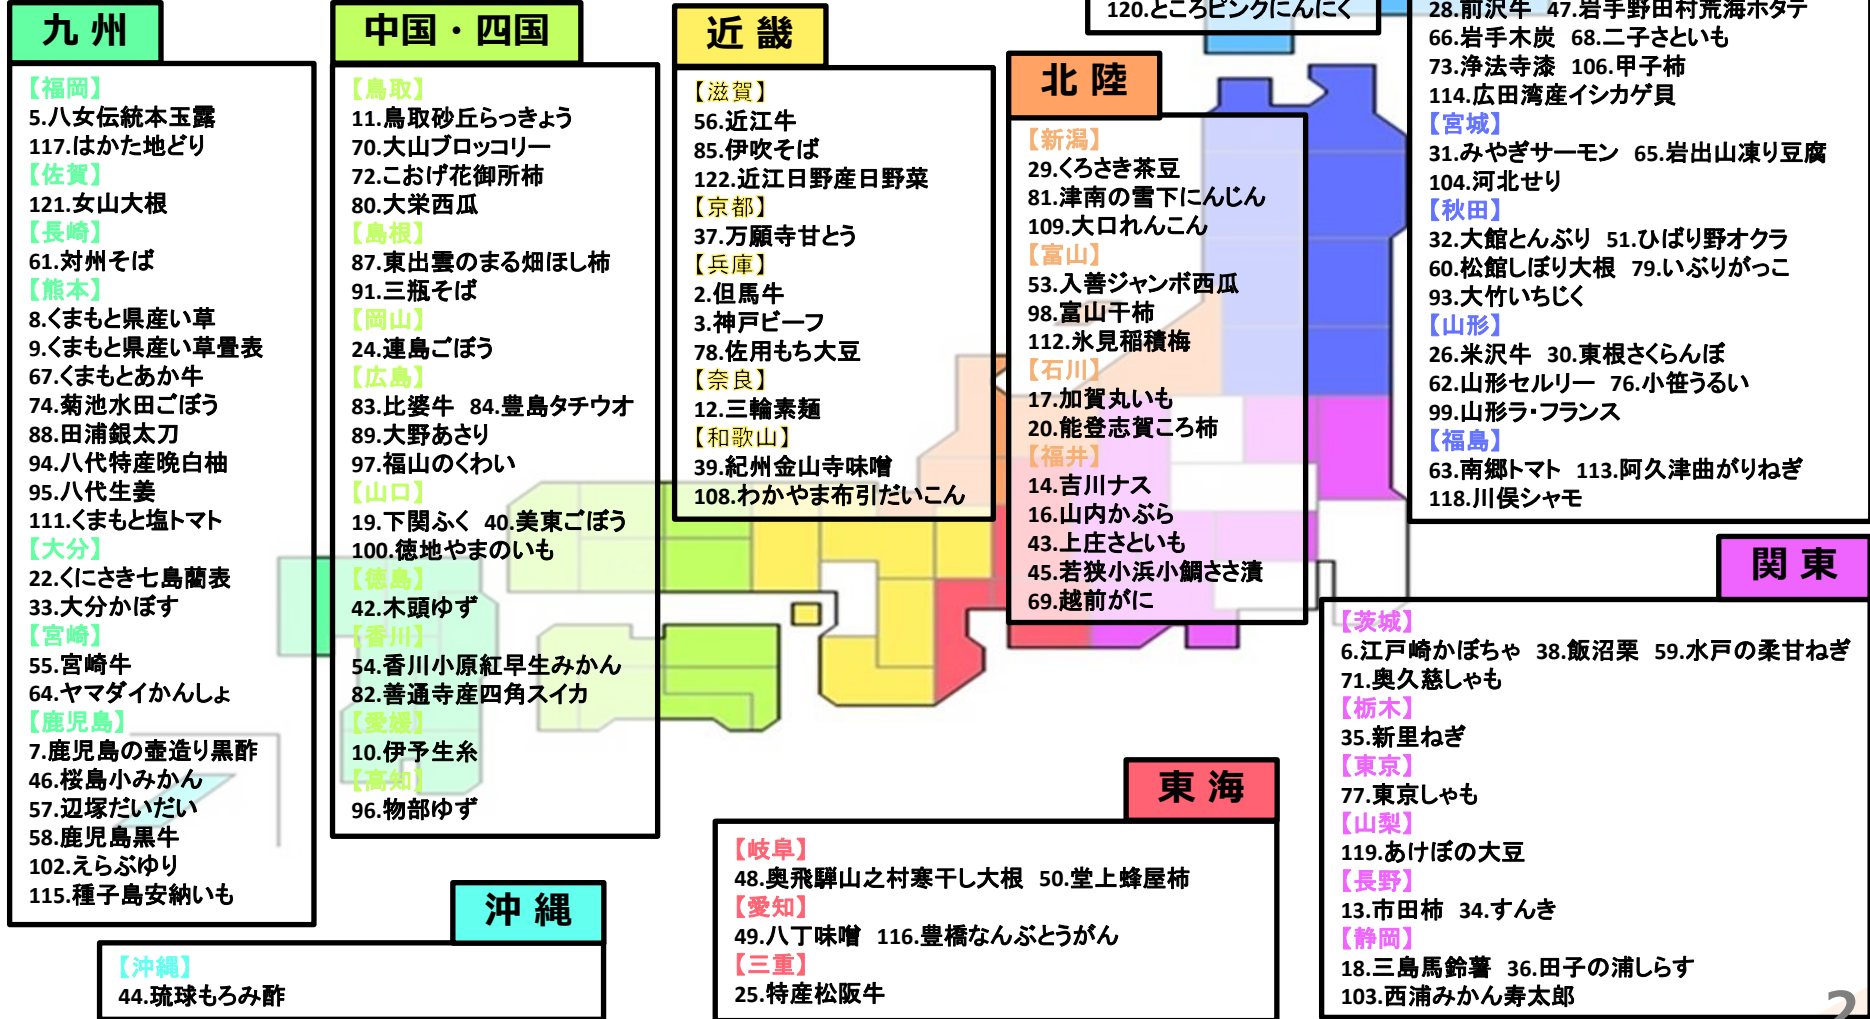 九 州
【福岡】
5.八女伝統本玉露
117.はかた地どり
【佐賀】
121.女山大根
【長崎】
61.対州そば
【熊本】
8.くまもと県産い草
9.くまもと県産い草畳表
67.くまもとあか牛
74.菊池水田ごぼう
88.田浦銀太刀
94.八代特産晩白柚
95.八代生姜
111.くまもと塩トマト
【大分】
22.くにさき七島藺表
33.大分かぼす
【宮崎】
55.宮崎牛
64.ヤマダイかんしょ
【鹿児島】
7.鹿児島の壺造り黒酢
46.桜島小みかん
57.辺塚だいだい
58.鹿児島黒牛
102.えらぶゆり
115.種子島安納いも
沖 縄
【沖縄】
44.琉球もろみ酢
中国・四国
【鳥取】
11.鳥取砂丘らっきょう
70.大山ブロッコリー
72.こおげ花御所柿
80.大栄西瓜
【島根】
87.東出雲のまる畑ほし柿
91.三瓶そば
【岡山】
24.連島ごぼう
【広島】
83.比婆牛 84.豊島タチウオ
89.大野あさり
97.福山のくわい
【山口】
19.下関ふく 40.美東ごぼう
100.徳地やまのいも
【徳島】
42.木頭ゆず
【香川】
54.香川小原紅早生みかん
82.善通寺産四角スイカ
【愛媛】
10.伊予生糸
【高知】
96.物部ゆず
近 畿
【滋賀】
56.近江牛
85.伊吹そば
122.近江日野産日野菜
【京都】
37.万願寺甘とう
【兵庫】
2.但馬牛
3.神戸ビーフ
78.佐用もち大豆
【奈良】
12.三輪素麺
【和歌山】
39.紀州金山寺味噌
108.わかやま布引だいこん
東 海
【岐阜】
48.奥飛騨山之村寒干し大根 50.堂上蜂屋柿
【愛知】
49.八丁味噌 116.豊橋なんぶとうがん
【三重】
25.特産松阪牛
120.ところピンクにんにく
北 陸
【新潟】
29.くろさき茶豆
81.津南の雪下にんじん
109.大口れんこん
【富山】
53.入善ジャンボ西瓜
98.富山干柿
112.氷見稲積梅
【石川】
17.加賀丸いも
20.能登志賀ころ柿
【福井】
14.吉川ナス
16.山内かぶら
43.上庄さといも
45.若狭小浜小鯛ささ漬
69.越前がに
28.前沢牛 47.岩手野田村荒海ホタテ
66.岩手木炭 68.二子さといも
73.浄法寺漆 106.甲子柿
114.広田湾産イシカゲ貝
【宮城】
31.みやぎサーモン 65.岩出山凍り豆腐
104.河北せり
【秋田】
32.大館とんぶり 51.ひばり野オクラ
60.松館しぼり大根 79.いぶりがっこ
93.大竹いちじく
【山形】
26.米沢牛 30.東根さくらんぼ
62.山形セルリー 76.小笹うるい
99.山形ラ・フランス
【福島】
63.南郷トマト 113.阿久津曲がりねぎ
118.川俣シャモ
関 東
【茨城】
6.江戸崎かぼちゃ 38.飯沼栗 59.水戸の柔甘ねぎ
71.奥久慈しゃも
【栃木】
35.新里ねぎ
【東京】
77.東京しゃも
【山梨】
119.あけぼの大豆
【長野】
13.市田柿 34.すんき
【静岡】
18.三島馬鈴薯 36.田子の浦しらす
103.西浦みかん寿太郎
2